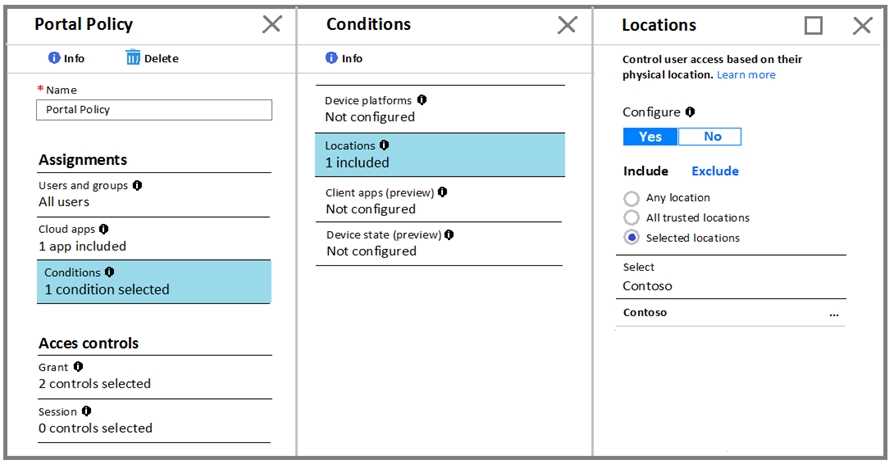 Portal Policy
Info
Delete
* Name
Portal Policy
Assignments
Users and groups
All users
Cloud apps
1 app included
Conditions
1 condition selected
Acces controls
Grant
2 controls selected
Session
0 controls selected
Conditions
Info
Device platforms
Not configured
Locations
1 included
Client apps (preview)
Not configured
Device state (preview)
Not configured
Locations
Control user access based on their
physical location. Learn more
Configure
Yes No
Include Exclude
Any location
All trusted locations
Selected locations
Select
Contoso
Contoso ...